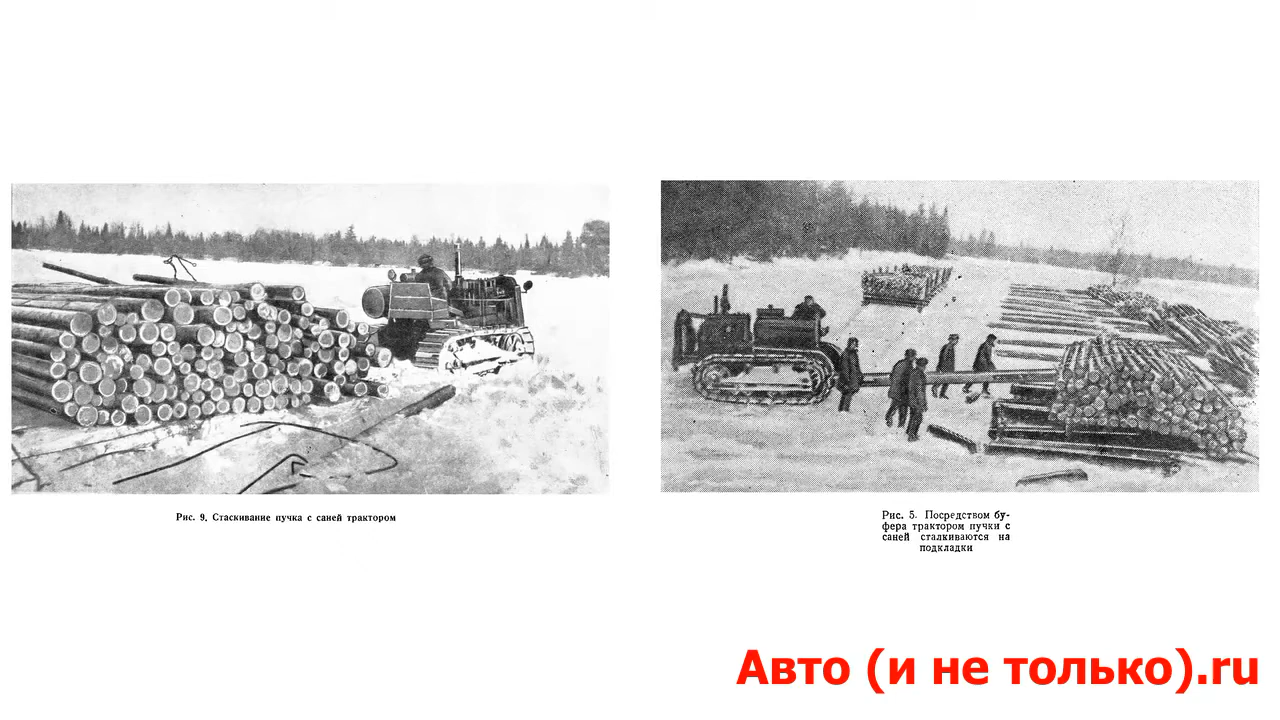 Рис. 9. Стаскивание пучка с саней трактором
Рис. 5. Посредством бу-
фера трактором пучки с
саней сталкиваются на
подкладки
Авто (и не только).ru